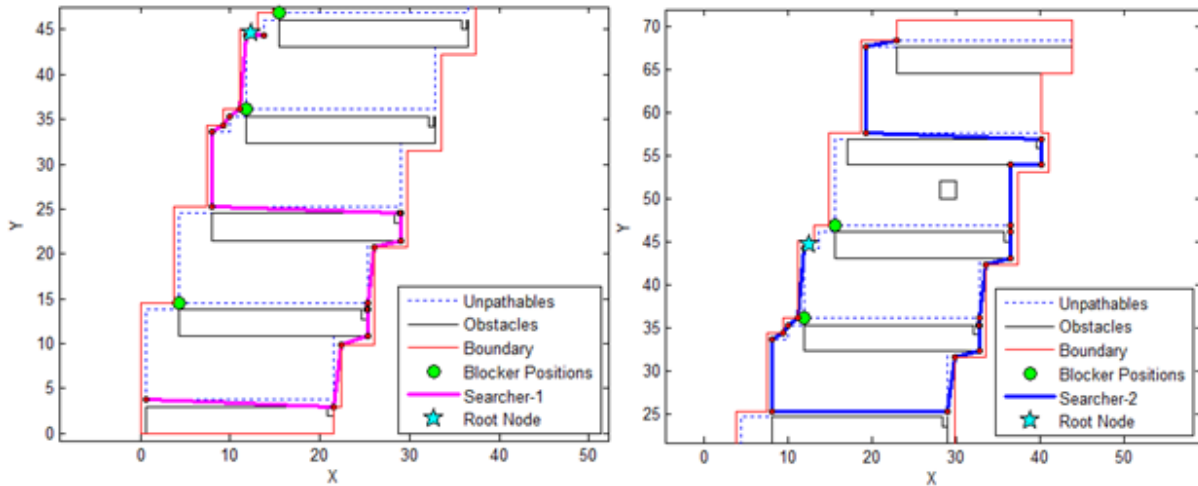 45
40
35
30
25
20
15
10
5
0
Y
0
10
20
30
40
50
X
Unpathables
Obstacles
Boundary
Blocker Positions
Searcher-1
Root Node
70
65
60
55
50
45
40
35
30
25
Y
0
10
20
30
40
50
X
Unpathables
Obstacles
Boundary
Blocker Positions
Searcher-2
Root Node